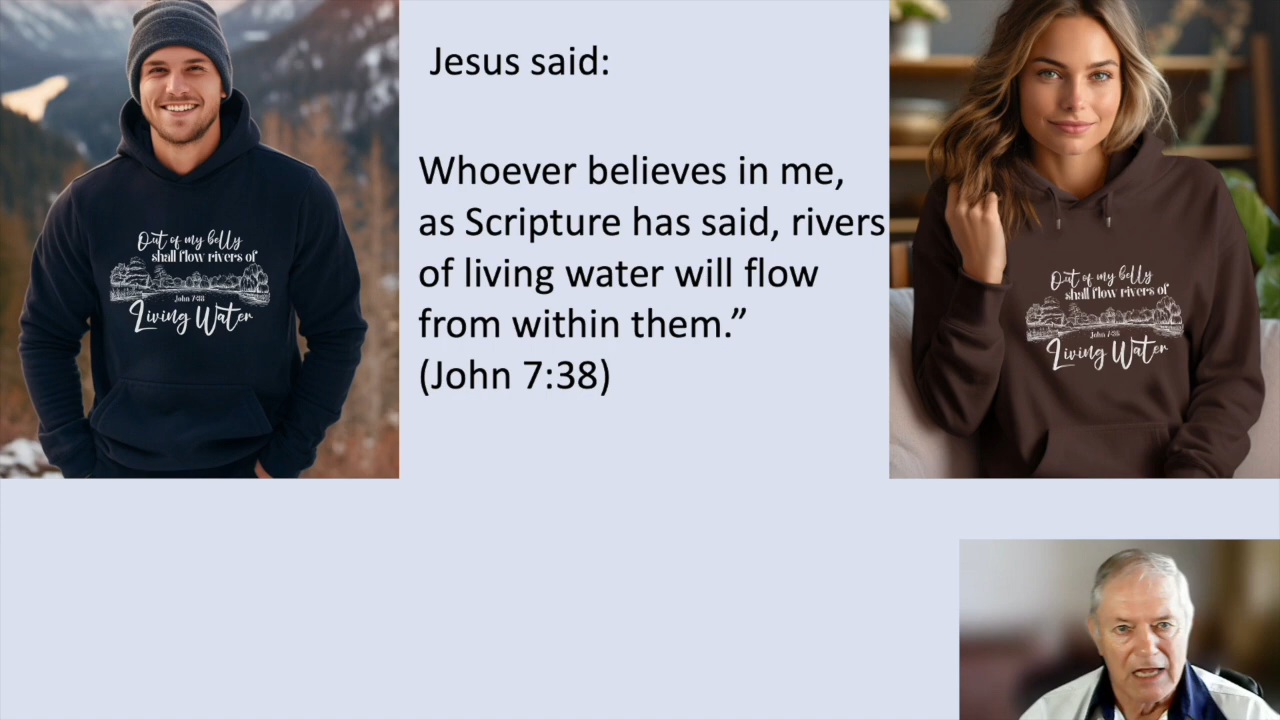 Jesus said:
Whoever believes in me,
as Scripture has said, rivers
of living water will flow
from within them.”
(John 7:38)
Out of my belly
shall flow rivers of
John 7:38
Living Water
Out of my belly
shall flow rivers of
John 7:38
Living Water